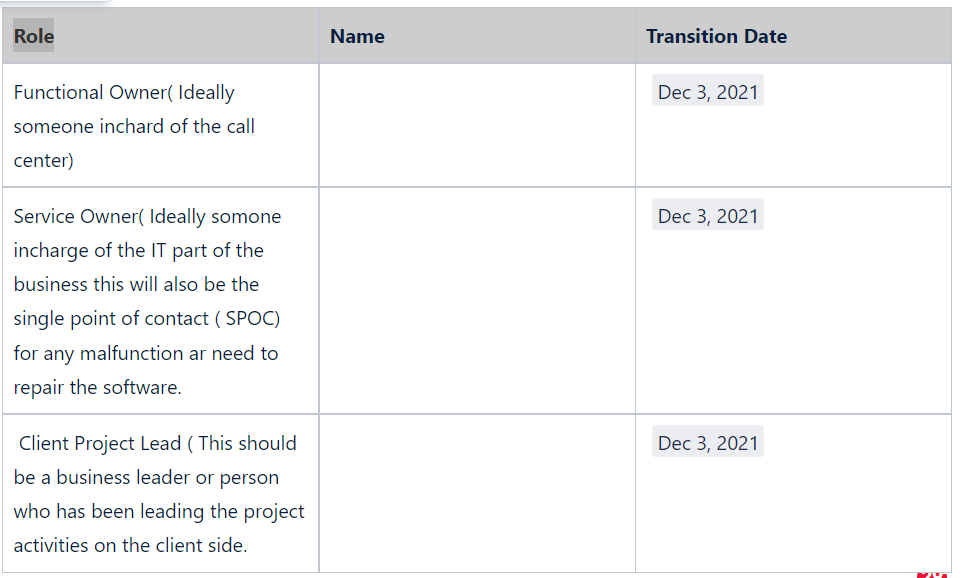 Role Name Transition Date
Functional Owner( Ideally Dec 3, 2021
someone inchard of the call
center)
Service Owner( Ideally somone Dec 3, 2021
incharge of the IT part of the
business this will also be the
single point of contact ( SPOC)
for any malfunction ar need to
repair the software.
Client Project Lead ( This should Dec 3, 2021
be a business leader or person
who has been leading the project
activities on the client side.